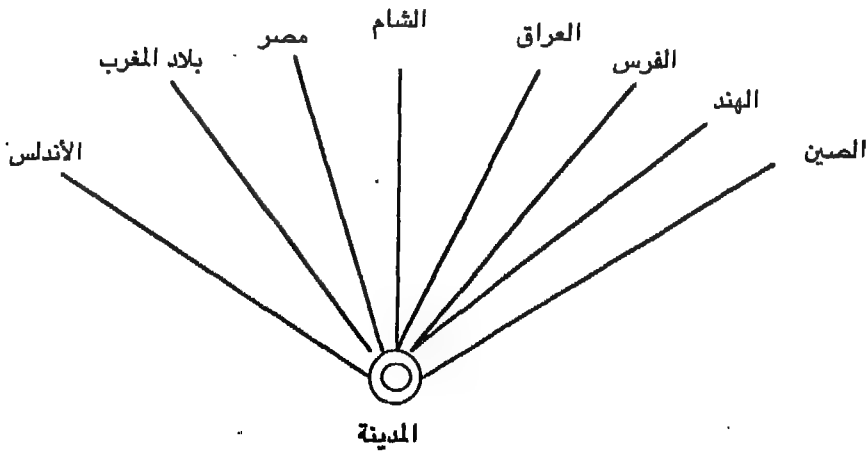 الشام
العراق
مصر
الفرس
بلاد المغرب
الهند
الصين
الأندلس
المدينة